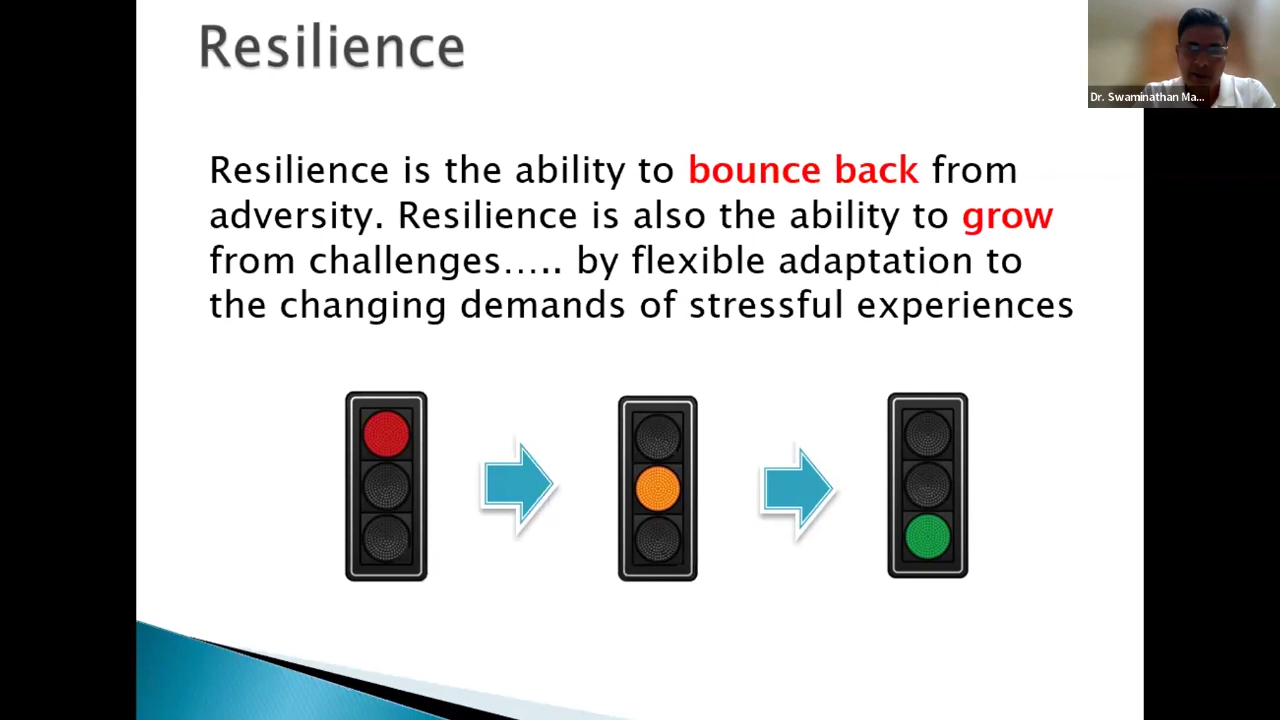 Resilience
Dr. Swaminathan Ma...
Resilience is the ability to bounce back from
adversity. Resilience is also the ability to grow
from challenges….. by flexible adaptation to
the changing demands of stressful experiences